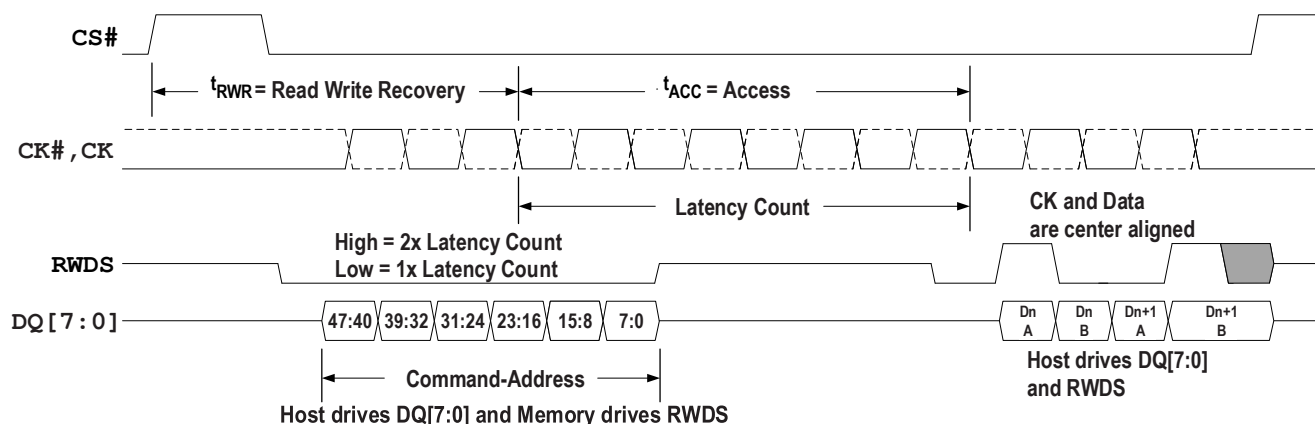 CS#
tRWR = Read Write Recovery
tACC = Access
CK#,CK
Latency Count
CK and Data
are center aligned
High = 2x Latency Count
Low = 1x Latency Count
RWDS
DQ[7:0]
47:40 39:32 31:24 23:16 15:8 7:0
Dn Dn Dn+1 Dn+1
A B A B
Host drives DQ[7:0]
and RWDS
Command-Address
Host drives DQ[7:0] and Memory drives RWDS